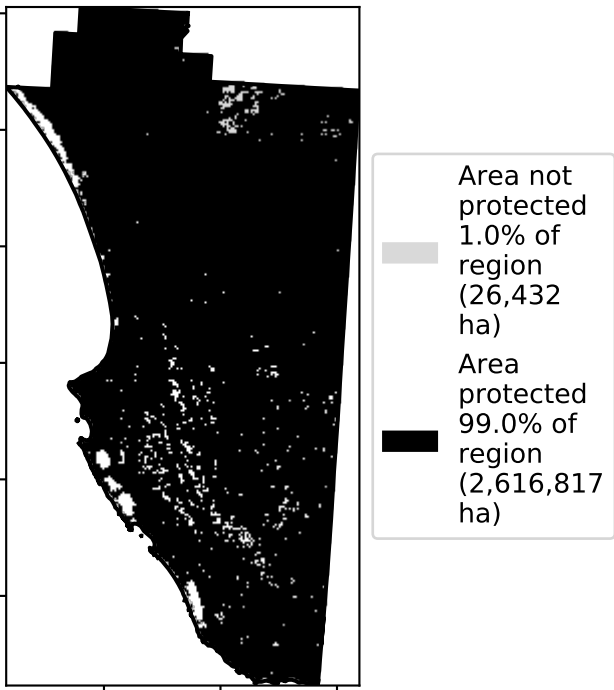 Area not
protected
1.0% of
region
(26,432
ha)
Area
protected
99.0% of
region
(2,616,817
ha)